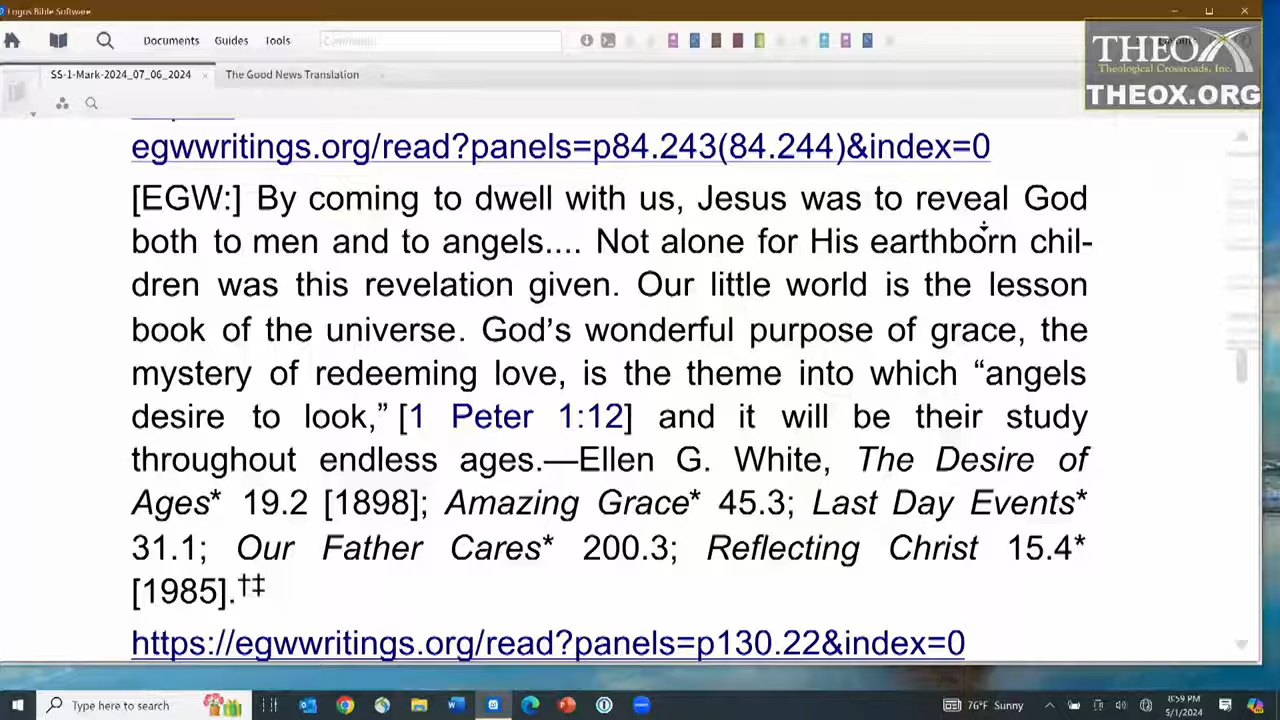 Logos Bible Software
Documents Guides Tools
THEOX
Theological Crossroads, Inc.
THEOX.ORG
SS-1-Mark-2024_07_06_2024
The Good News Translation
egwwritings.org/read?panels=p84.243(84.244)&index=0
[EGW:] By coming to dwell with us, Jesus was to reveal God
both to men and to angels.... Not alone for His earthborn chil-
dren was this revelation given. Our little world is the lesson
book of the universe. God’s wonderful purpose of grace, the
mystery of redeeming love, is the theme into which “angels
desire to look,” [1 Peter 1:12] and it will be their study
throughout endless ages.—Ellen G. White, The Desire of
Ages* 19.2 [1898]; Amazing Grace* 45.3; Last Day Events*
31.1; Our Father Cares* 200.3; Reflecting Christ 15.4*
[1985].†‡
https://egwwritings.org/read?panels=p130.22&index=0
Type here to search
76°F Sunny
8:59 PM
5/1/2024